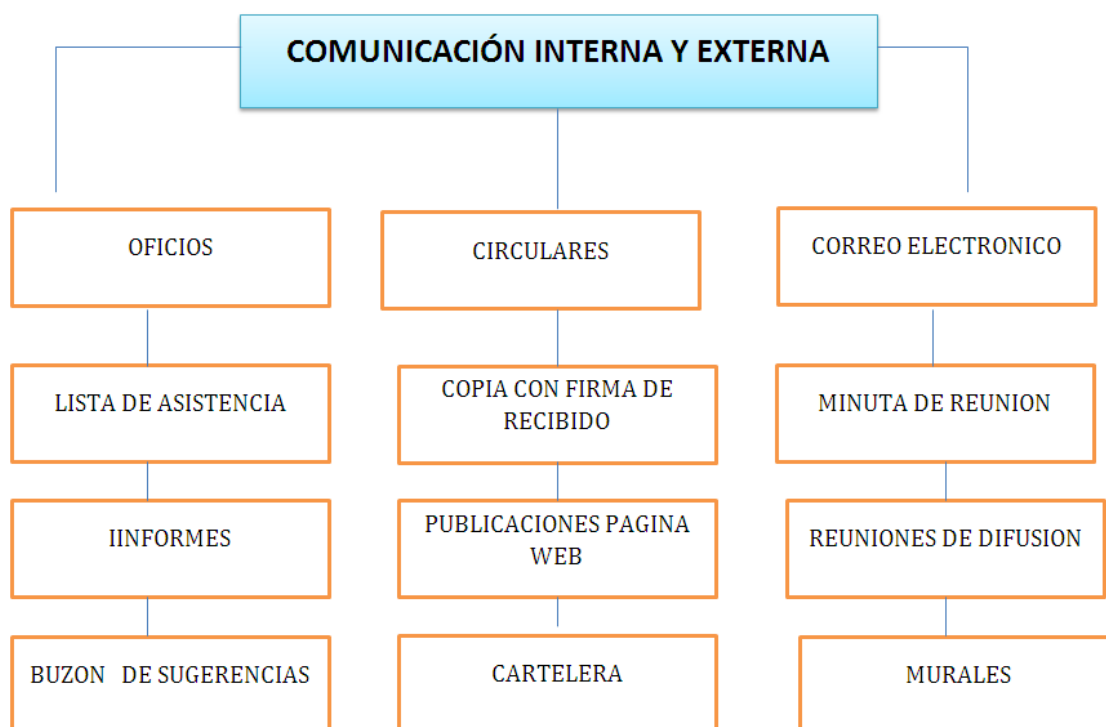 COMUNICACIÓN INTERNA Y EXTERNA
OFICIOS
CIRCULARES
CORREO ELECTRONICO
LISTA DE ASISTENCIA
COPIA CON FIRMA DE
RECIBIDO
MINUTA DE REUNION
IINFORMES
PUBLICACIONES PAGINA
WEB
REUNIONES DE DIFUSION
BUZON DE SUGERENCIAS
CARTELERA
MURALES